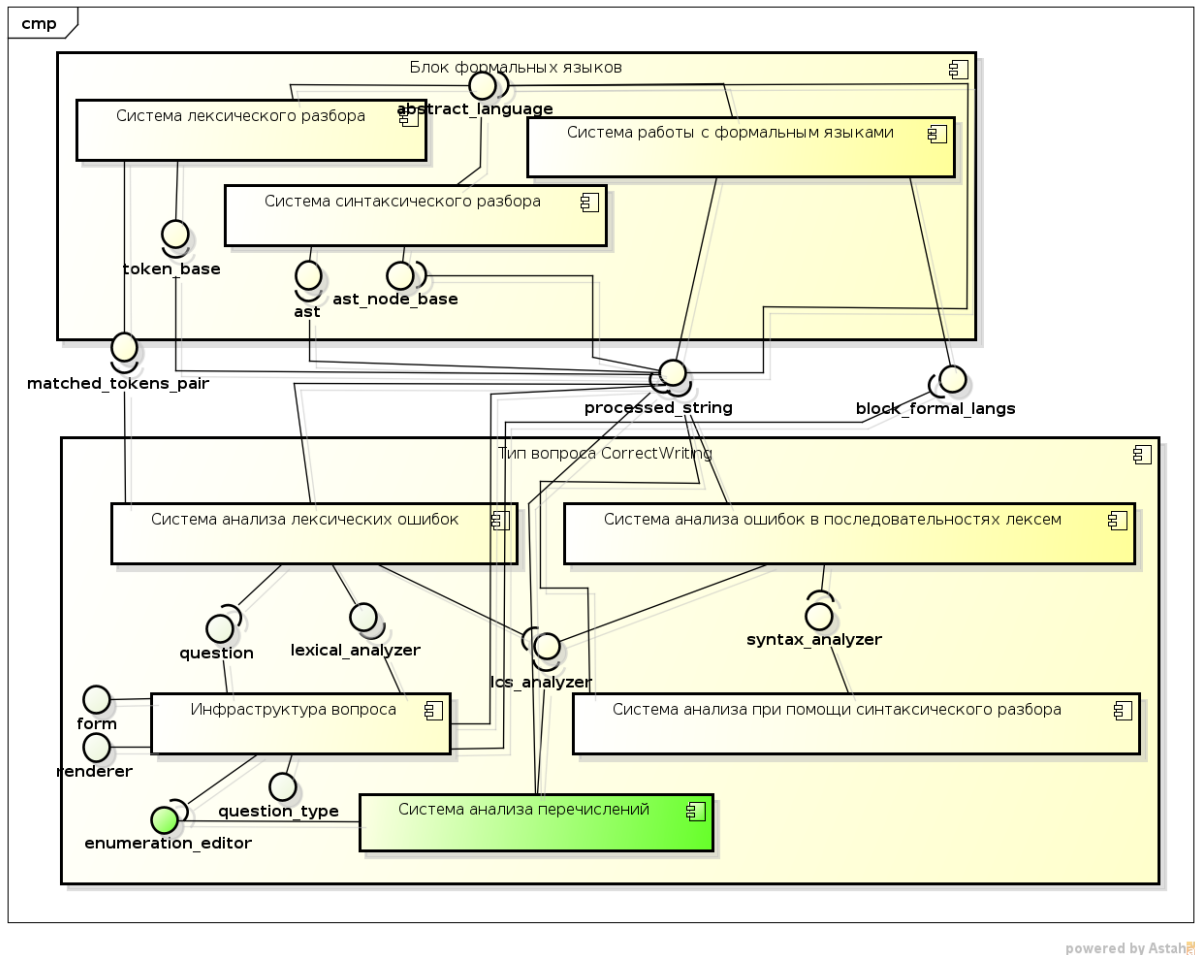 cmp
Блок формальных языков
abstract_language
Система лексического разбора
Система работы с формальным языками
Система синтаксического разбора
token_base
ast_node_base
ast
matched_tokens_pair
processed_string
block_formal_langs
Тип вопроса CorrectWriting
Система анализа лексических ошибок
Система анализа ошибок в последовательностях лексем
question
lexical_analyzer
syntax_analyzer
lcs_analyzer
form
Инфраструктура вопроса
Система анализа при помощи синтаксического разбора
renderer
question_type
Система анализа перечислений
enumeration_editor
powered by Astah